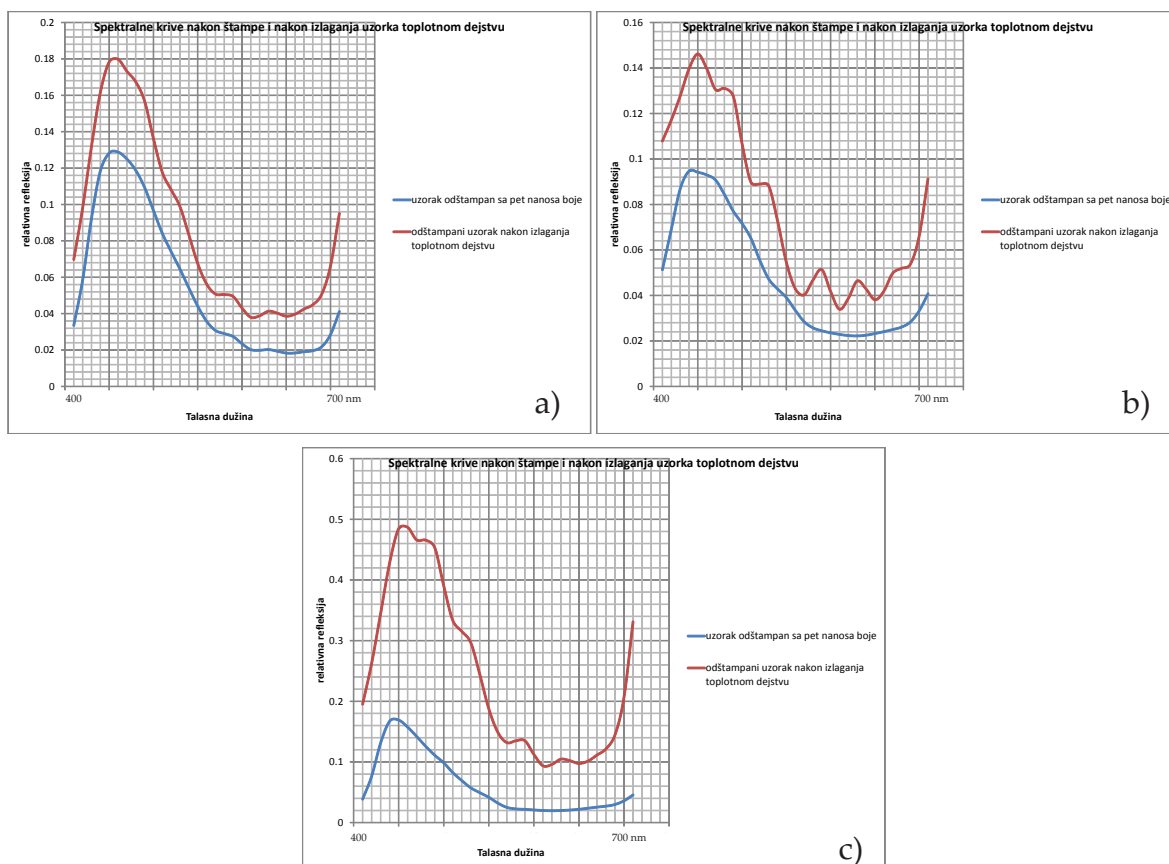 Spektralne krive nakon štampe i nakon izlaganja uzorka toplotnom dejstvu
0.2
0.18
0.16
0.14
0.12
0.1
0.08
0.06
0.04
0.02
0
relativna refleksija
400
700 nm
Talasna dužina
uzorak odštampan sa pet nanosa boje
odštampani uzorak nakon izlaganja
toplotnom dejstvu
a)
Spektralne krive nakon štampe i nakon izlaganja uzorka toplotnom dejstvu
0.16
0.14
0.12
0.1
0.08
0.06
0.04
0.02
0
relativna refleksija
400
700 nm
Talasna dužina
uzorak odštampan sa pet nanosa boje
odštampani uzorak nakon izlaganja
toplotnom dejstvu
b)
Spektralne krive nakon štampe i nakon izlaganja uzorka toplotnom dejstvu
0.6
0.5
0.4
0.3
0.2
0.1
0
relativna refleksija
400
700 nm
Talasna dužina
uzorak odštampan sa pet nanosa boje
odštampani uzorak nakon izlaganja
toplotnom dejstvu
c)